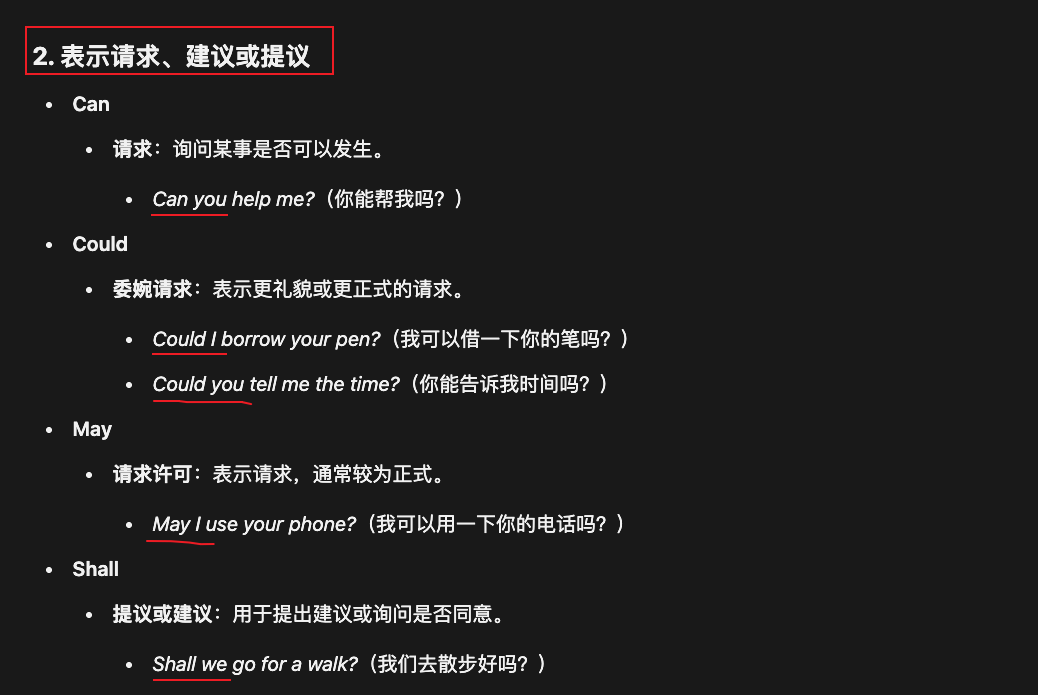 2. 表示请求、建议或提议
• Can
• 请求：询问某事是否可以发生。
• Can you help me?（你能帮我吗？）
• Could
• 委婉请求：表示更礼貌或更正式的请求。
• Could I borrow your pen?（我可以借一下你的笔吗？）
• Could you tell me the time?（你能告诉我时间吗？）
• May
• 请求许可：表示请求，通常较为正式。
• May I use your phone?（我可以用一下你的电话吗？）
• Shall
• 提议或建议：用于提出建议或询问是否同意。
• Shall we go for a walk?（我们去散步好吗？）